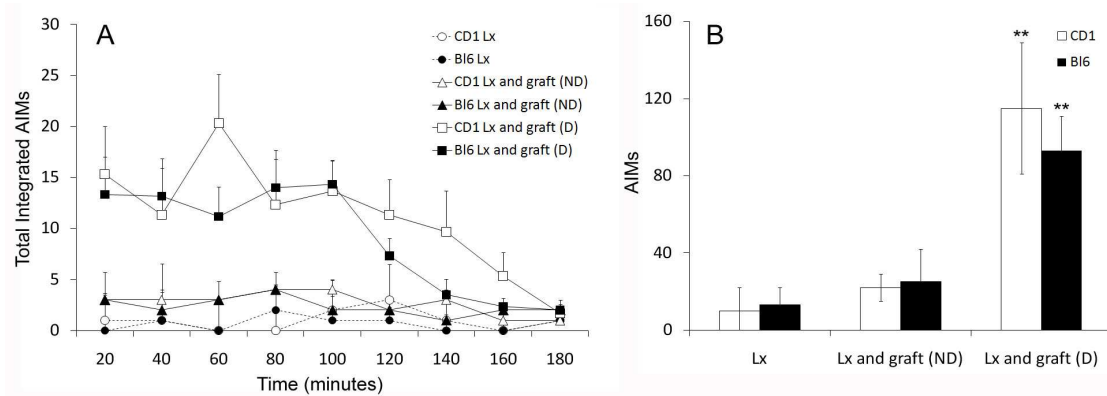 A
Total Integrated AIMs
30
25
20
15
10
5
0
20 40 60 80 100 120 140 160 180
Time (minutes)
CD1 Lx
Bl6 Lx
CD1 Lx and graft (ND)
Bl6 Lx and graft (ND)
CD1 Lx and graft (D)
Bl6 Lx and graft (D)
B
AIMs
160
120
80
40
0
Lx Lx and graft (ND) Lx and graft (D)
**
**
CD1
Bl6